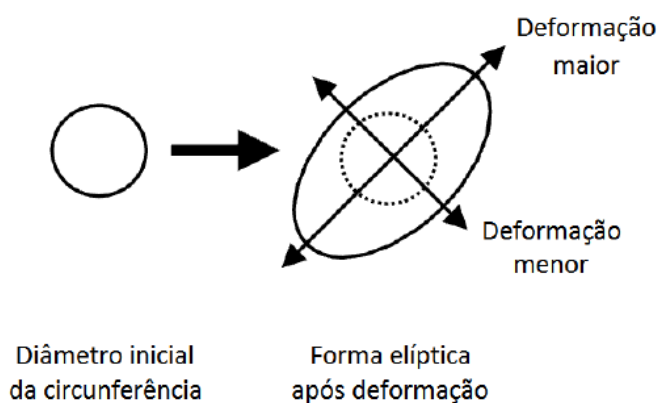 Deformação
maior
Deformação
menor
Diâmetro inicial
da circunferência
Forma elíptica
após deformação